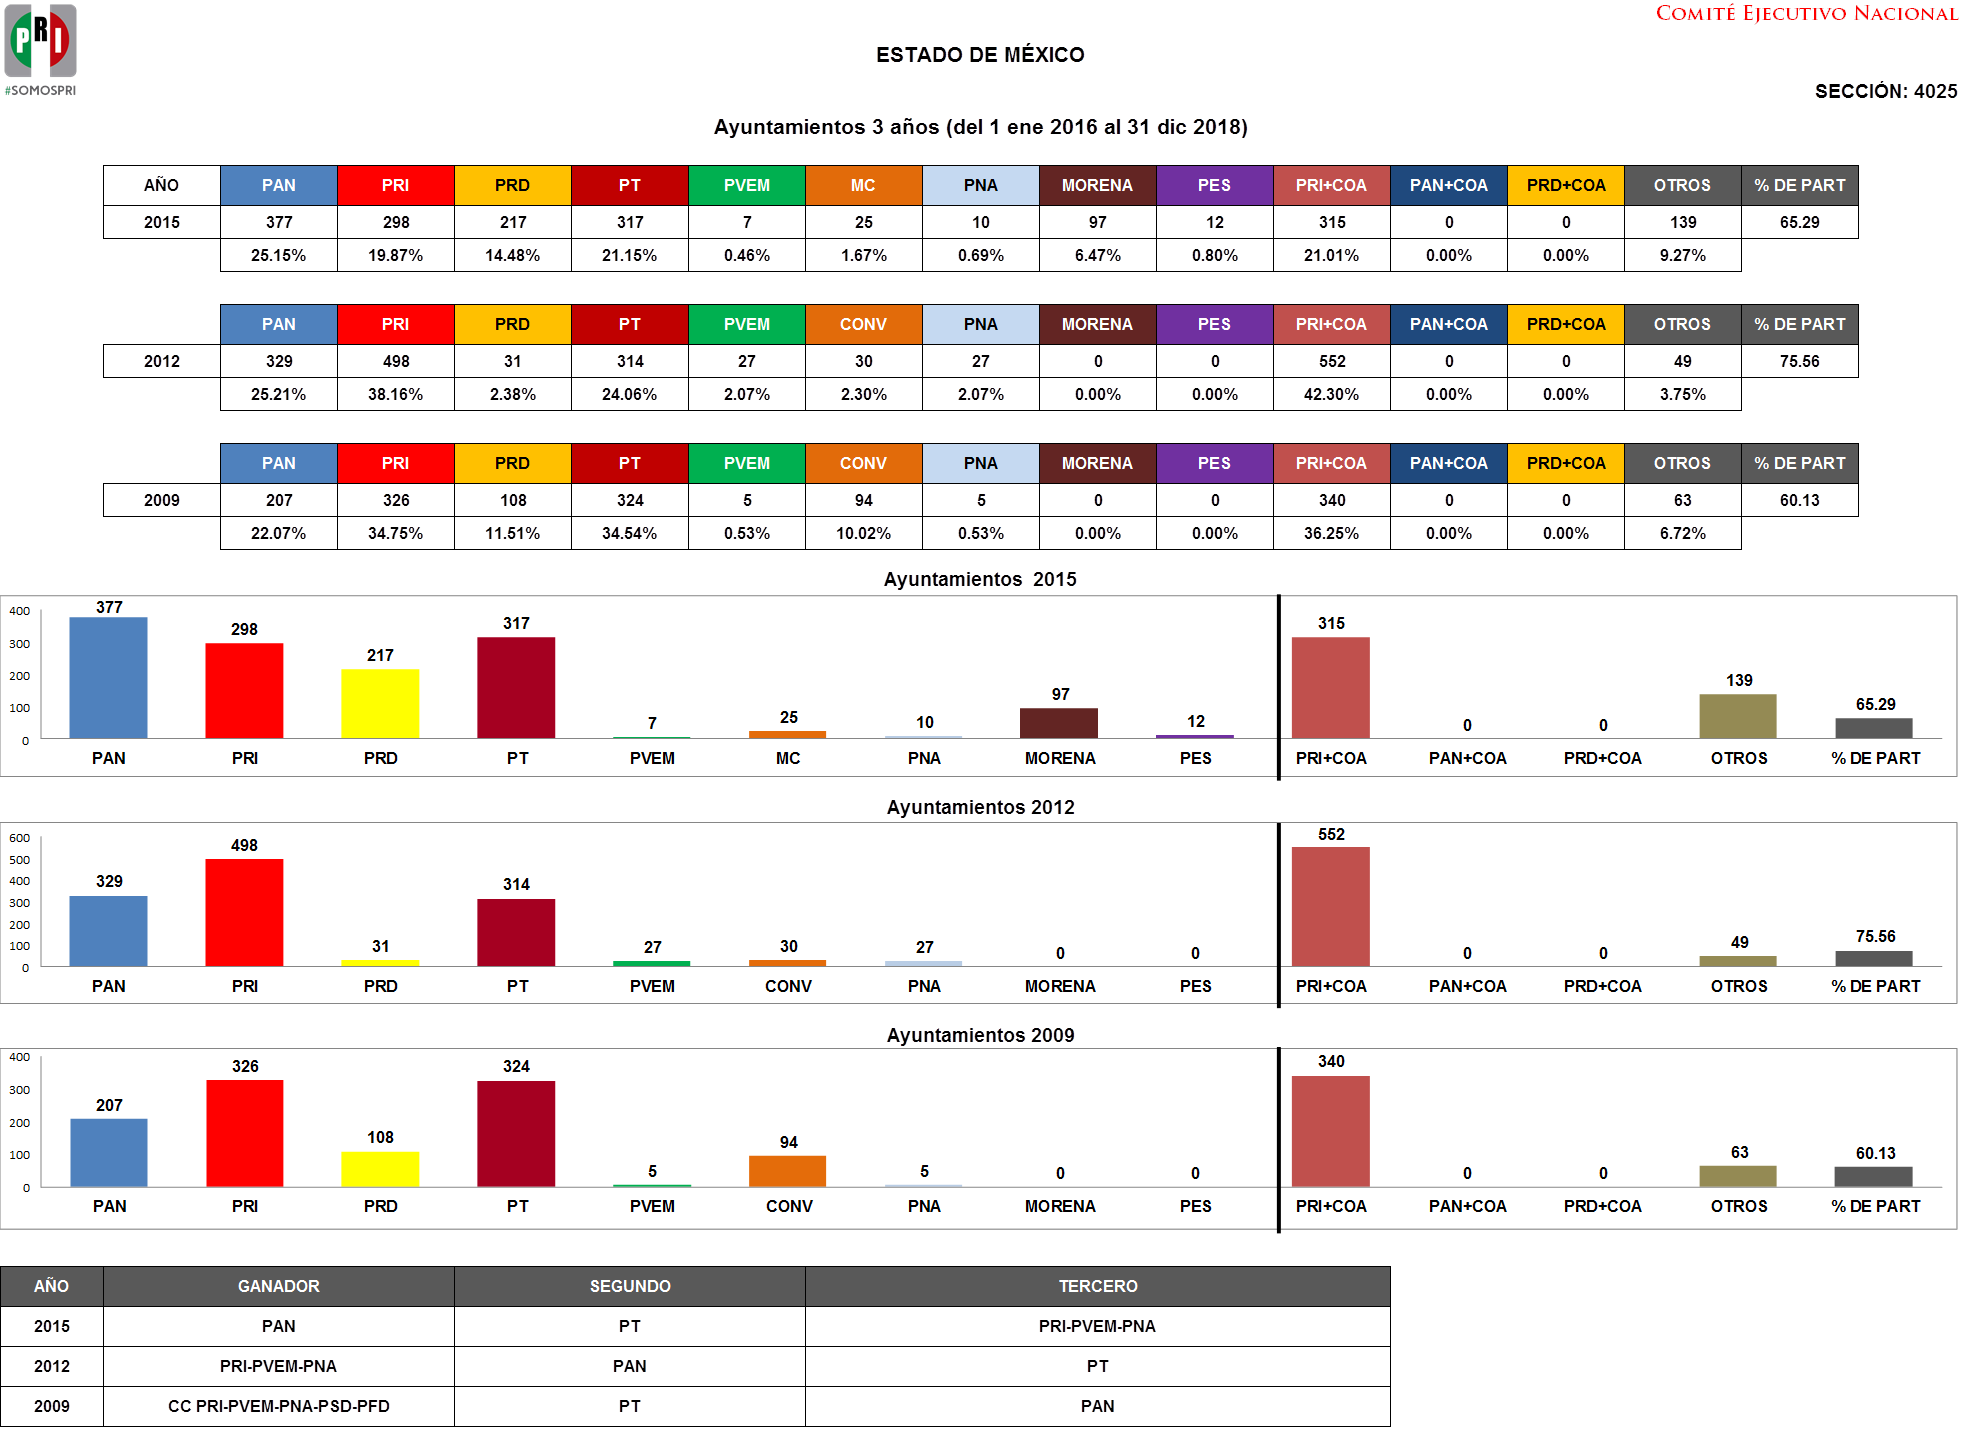 PRI
#SOMOSPRI
COMITÉ EJECUTIVO NACIONAL
ESTADO DE MÉXICO
SECCIÓN: 4025
Ayuntamientos 3 años (del 1 ene 2016 al 31 dic 2018)
AÑO PAN PRI PRD PT PVEM MC PNA MORENA PES PRI+COA PAN+COA PRD+COA OTROS % DE PART
2015 377 298 217 317 7 25 10 97 12 315 0 0 139 65.29
25.15% 19.87% 14.48% 21.15% 0.46% 1.67% 0.69% 6.47% 0.80% 21.01% 0.00% 0.00% 9.27%
PAN PRI PRD PT PVEM CONV PNA MORENA PES PRI+COA PAN+COA PRD+COA OTROS % DE PART
2012 329 498 31 314 27 30 27 0 0 552 0 0 49 75.56
25.21% 38.16% 2.38% 24.06% 2.07% 2.30% 2.07% 0.00% 0.00% 42.30% 0.00% 0.00% 3.75%
PAN PRI PRD PT PVEM CONV PNA MORENA PES PRI+COA PAN+COA PRD+COA OTROS % DE PART
2009 207 326 108 324 5 94 5 0 0 340 0 0 63 60.13
22.07% 34.75% 11.51% 34.54% 0.53% 10.02% 0.53% 0.00% 0.00% 36.25% 0.00% 0.00% 6.72%
Ayuntamientos 2015
400
300
200
100
0
377 298 217 317 7 25 10 97 12 315 0 0 139 65.29
PAN PRI PRD PT PVEM MC PNA MORENA PES PRI+COA PAN+COA PRD+COA OTROS % DE PART
Ayuntamientos 2012
600
500
400
300
200
100
0
329 498 31 314 27 30 27 0 0 552 0 0 49 75.56
PAN PRI PRD PT PVEM CONV PNA MORENA PES PRI+COA PAN+COA PRD+COA OTROS % DE PART
Ayuntamientos 2009
400
300
200
100
0
207 326 108 324 5 94 5 0 0 340 0 0 63 60.13
PAN PRI PRD PT PVEM CONV PNA MORENA PES PRI+COA PAN+COA PRD+COA OTROS % DE PART
AÑO GANADOR SEGUNDO TERCERO
2015 PAN PT PRI-PVEM-PNA
2012 PRI-PVEM-PNA PAN PT
2009 CC PRI-PVEM-PNA-PSD-PFD PT PAN